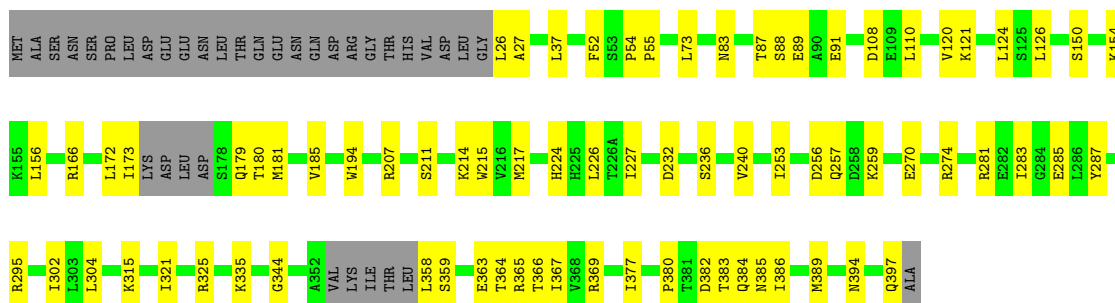 MET ALA SER ASN SER PRO LEU ASP GLU GLU ASN LEU THR GLN GLU ASN GLN ASP ARG GLY THR HIS VAL ASP LEU GLY L26 A27 L37 F52 S53 P54 P55 L73 N83 T87 S88 E89 A90 E91 D108 E109 L110 V120 K121 L124 S125 L126 S150 K154
K155 L156 R166 L172 I173 LYS ASP LEU ASP S178 Q179 T180 M181 V185 W194 R207 S211 K214 W215 V216 M217 H224 H225 L226 T226A I227 D232 S236 V240 I253 D256 Q257 D258 K259 E270 R274 R281 E282 I283 G284 E285 L286 Y287
R295 I302 L303 L304 K315 I321 R325 K335 G344 A352 VAL LYS ILE THR LEU L358 S359 E363 T364 R365 T366 I367 V368 R369 I377 P380 T381 D382 T383 Q384 N385 I386 M389 N394 Q397 ALA